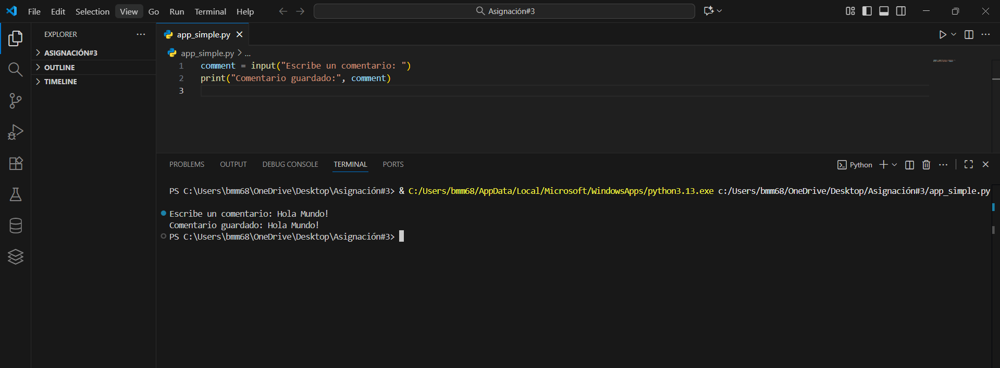 File Edit Selection View Go Run Terminal Help
Asignación#3
EXPLORER
ASIGNACIÓN#3
OUTLINE
TIMELINE
app_simple.py
app_simple.py > ...
1 comment = input("Escribe un comentario: ")
2 print("Comentario guardado:", comment)
3
PROBLEMS OUTPUT DEBUG CONSOLE TERMINAL PORTS
Python
PS C:\Users\bmm68\OneDrive\Desktop\Asignación#3> & C:/Users/bmm68/AppData/Local/Microsoft/WindowsApps/python3.13.exe c:/Users/bmm68/OneDrive/Desktop/Asignación#3/app_simple.py
Escribe un comentario: Hola Mundo!
Comentario guardado: Hola Mundo!
PS C:\Users\bmm68\OneDrive\Desktop\Asignación#3>